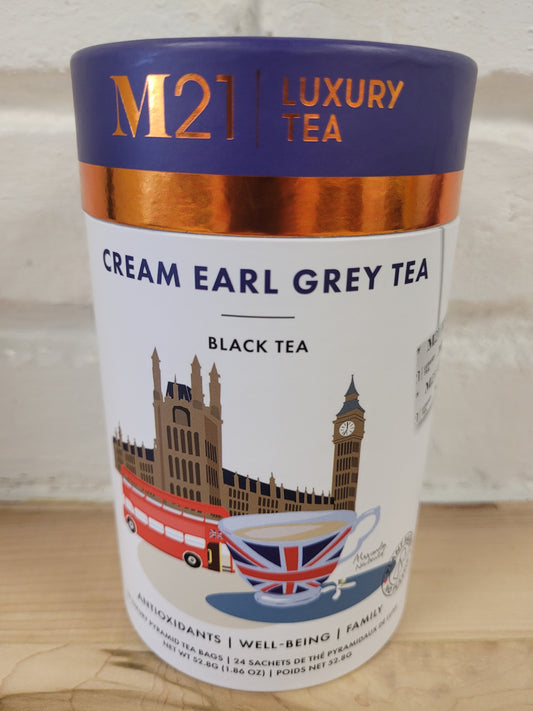 M21 | LUXURY TEA
CREAM EARL GREY TEA
BLACK TEA
ANTIOXIDANTS | WELL-BEING | FAMILY
PYRAMID TEA BAGS | 24 SACHETS DE THÉ PYRAMIDAUX DE
NET WT 52.8G (1.86 OZ) | POIDS NET 52.8G